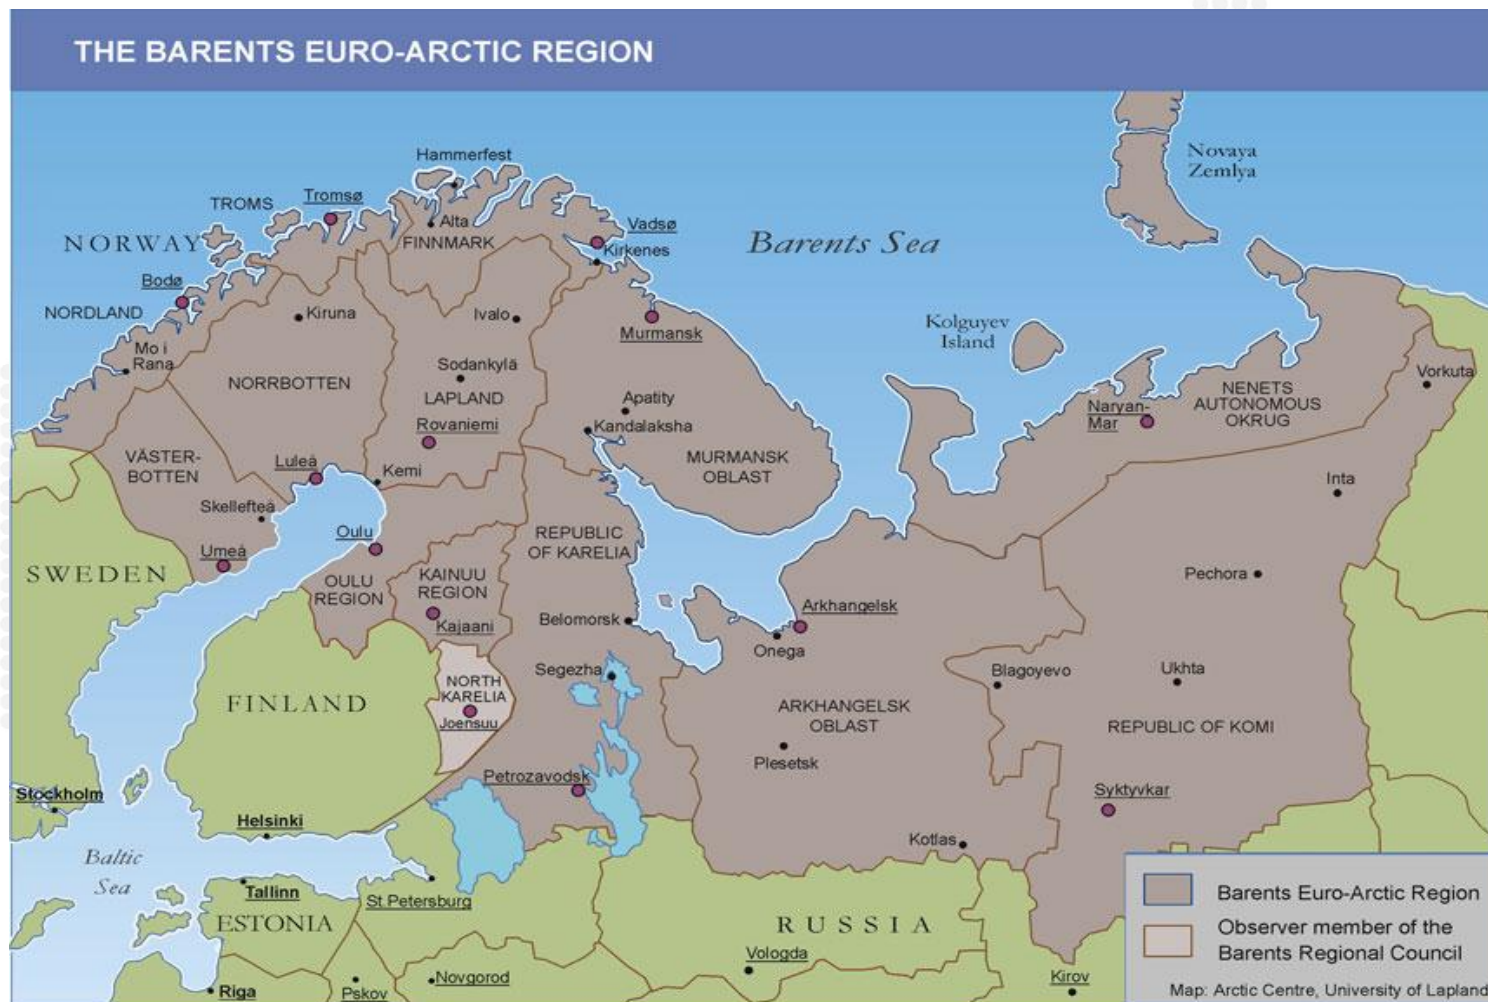 THE BARENTS EURO-ARCTIC REGION
Hammerfest
Novaya
Zemlya
TROMS
Tromsø
Alta
Vadsø
NORWAY
FINNMARK
Kirkenes
Barents Sea
Bodø
NORDLAND
Kiruna
Ivalo
Murmansk
Kolguyev
Island
Mo i
Rana
NORRBOTTEN
Sodankylä
LAPLAND
Apatity
Rovaniemi
Kandalaksha
Naryan-
Mar
NENETS
AUTONOMOUS
OKRUG
Vorkuta
VÄSTER-
BOTTEN
Luleå
Kemi
MURMANSK
OBLAST
Inta
Skellefteå
Oulu
REPUBLIC
OF KARELIA
Umeå
SWEDEN
OULU
REGION
KAINUU
REGION
Pechora
Kajaani
Belomorsk
Arkhangelsk
Onega
Segezha
Blagoyevo
Ukhta
FINLAND
NORTH
KARELIA
Joensuu
ARKHANGELSK
OBLAST
REPUBLIC OF KOMI
Plesetsk
Petrozavodsk
Syktyvkar
Stockholm
Helsinki
Kotlas
Baltic
Sea
Tallinn
St.Petersburg
ESTONIA
RUSSIA
Vologda
Riga
Pskov
Novgorod
Kirov
Barents Euro-Arctic Region
Observer member of the
Barents Regional Council
Map: Arctic Centre, University of Lapland